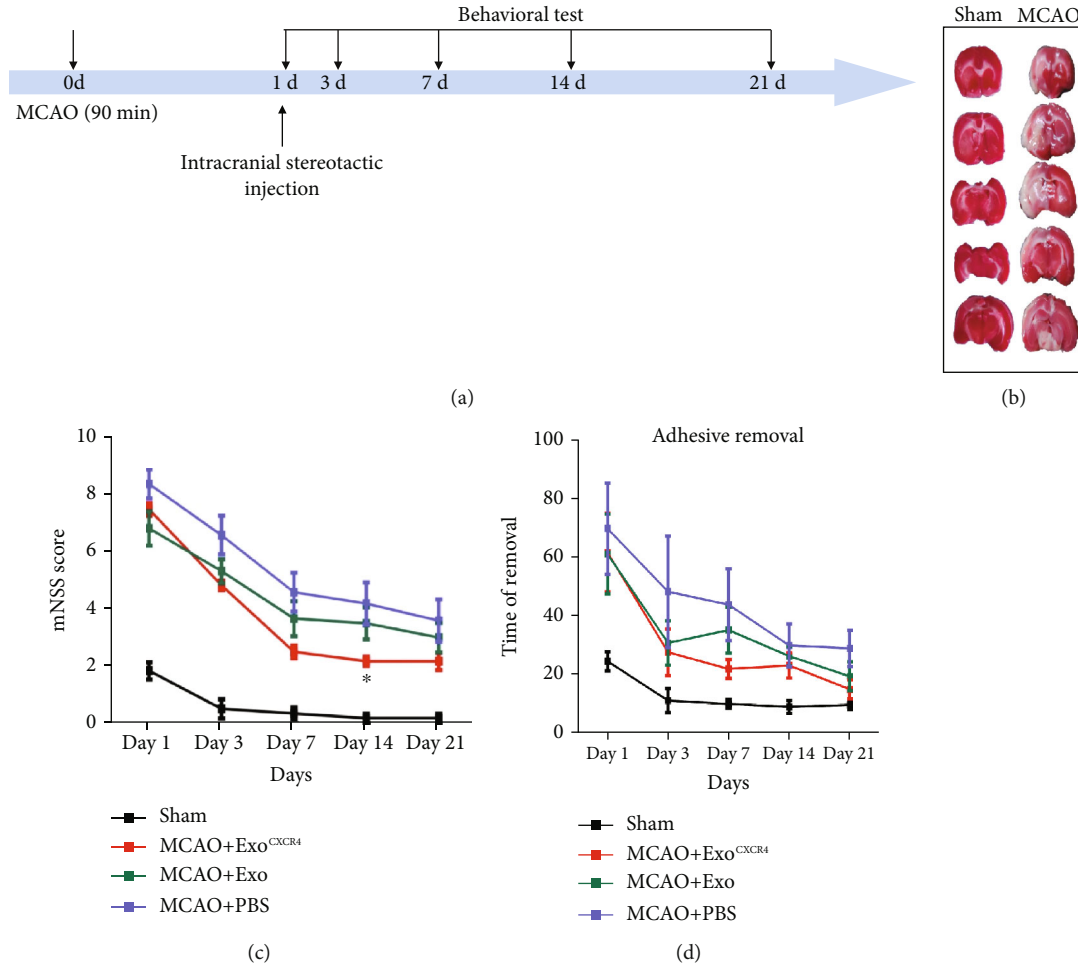 Behavioral test
0d
1 d
3 d
7 d
14 d
21 d
MCAO (90 min)
Intracranial stereotactic
injection
(a)
Sham MCAO
(b)
10
8
6
4
2
0
mNSS score
*
Day 1 Day 3 Day 7 Day 14 Day 21
Days
Sham
MCAO+Exo^CXCR4
MCAO+Exo
MCAO+PBS
(c)
Adhesive removal
100
80
60
40
20
0
Time of removal
Day 1 Day 3 Day 7 Day 14 Day 21
Days
Sham
MCAO+Exo^CXCR4
MCAO+Exo
MCAO+PBS
(d)